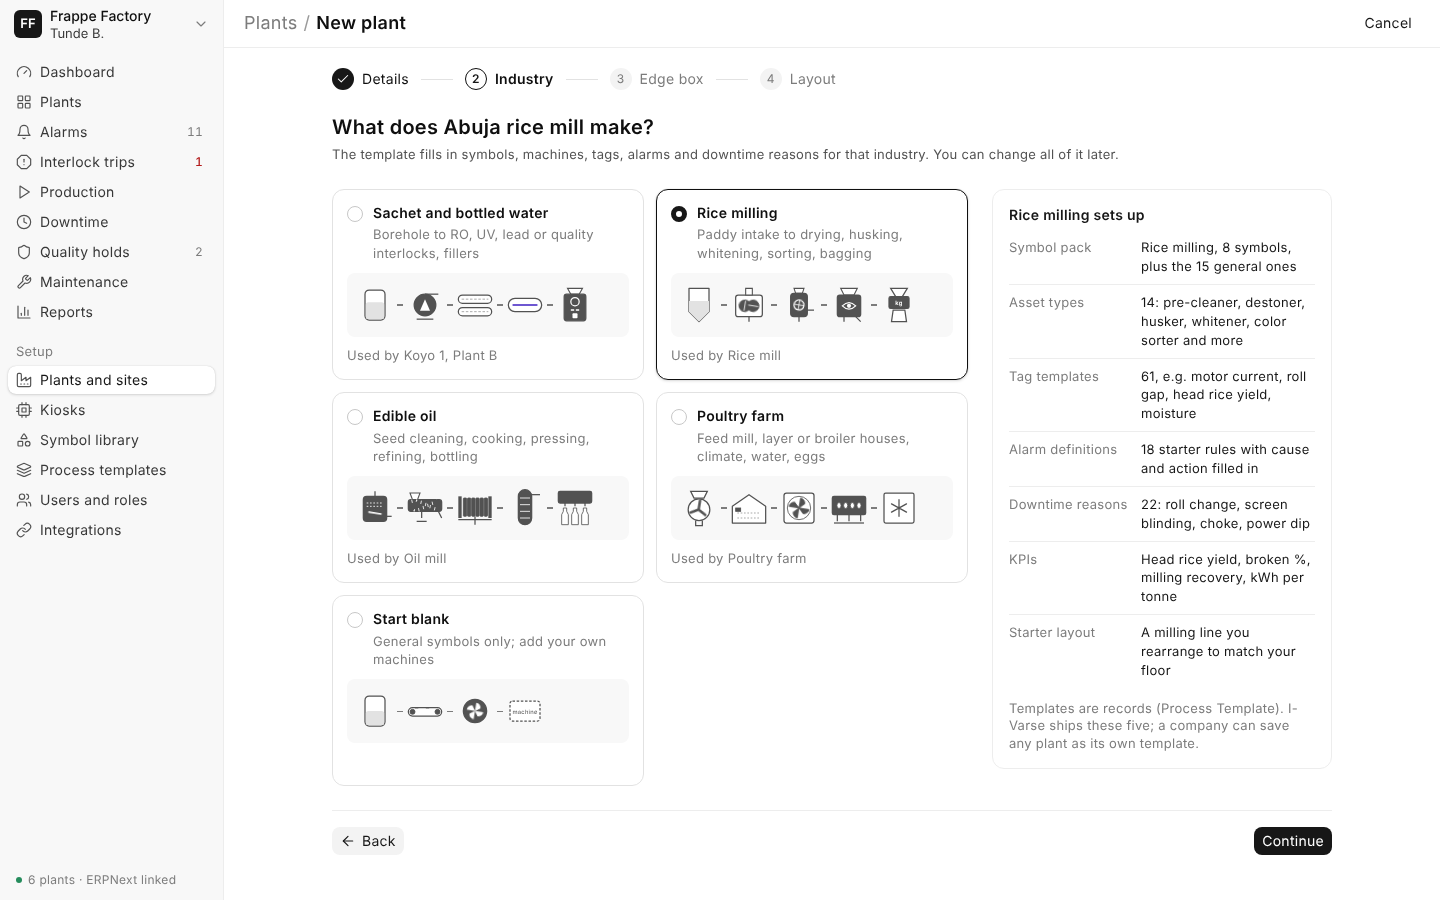 FF
Frappe Factory
Tunde B.
Dashboard
Plants
Alarms 11
Interlock trips 1
Production
Downtime
Quality holds 2
Maintenance
Reports
Setup
Plants and sites
Kiosks
Symbol library
Process templates
Users and roles
Integrations
6 plants · ERPNext linked
Plants / New plant
Cancel
Details
2 Industry
3 Edge box
4 Layout
What does Abuja rice mill make?
The template fills in symbols, machines, tags, alarms and downtime reasons for that industry. You can change all of it later.
Sachet and bottled water
Borehole to RO, UV, lead or quality
interlocks, fillers
Used by Koyo 1, Plant B
Rice milling
Paddy intake to drying, husking,
whitening, sorting, bagging
kg
Used by Rice mill
Edible oil
Seed cleaning, cooking, pressing,
refining, bottling
Used by Oil mill
Poultry farm
Feed mill, layer or broiler houses,
climate, water, eggs
Used by Poultry farm
Start blank
General symbols only; add your own
machines
machine
Rice milling sets up
Symbol pack
Rice milling, 8 symbols,
plus the 15 general ones
Asset types
14: pre-cleaner, destoner,
husker, whitener, color
sorter and more
Tag templates
61, e.g. motor current, roll
gap, head rice yield,
moisture
Alarm definitions
18 starter rules with cause
and action filled in
Downtime reasons
22: roll change, screen
blinding, choke, power dip
KPIs
Head rice yield, broken %,
milling recovery, kWh per
tonne
Starter layout
A milling line you
rearrange to match your
floor
Templates are records (Process Template). I-
Varse ships these five; a company can save
any plant as its own template.
Back
Continue